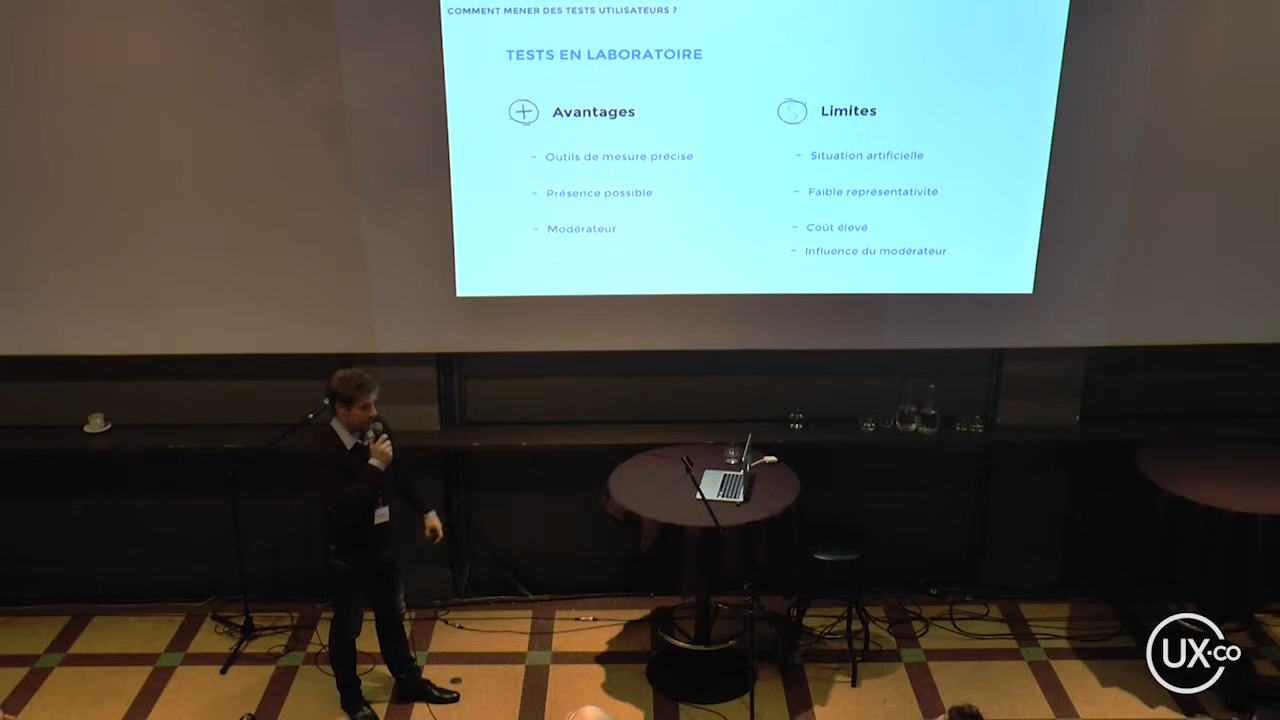 COMMENT MENER DES TESTS UTILISATEURS ?
TESTS EN LABORATOIRE
Avantages
- Outils de mesure précise
- Présence possible
- Modérateur
Limites
- Situation artificielle
- Faible représentativité
- Coût élevé
- Influence du modérateur
UX-co